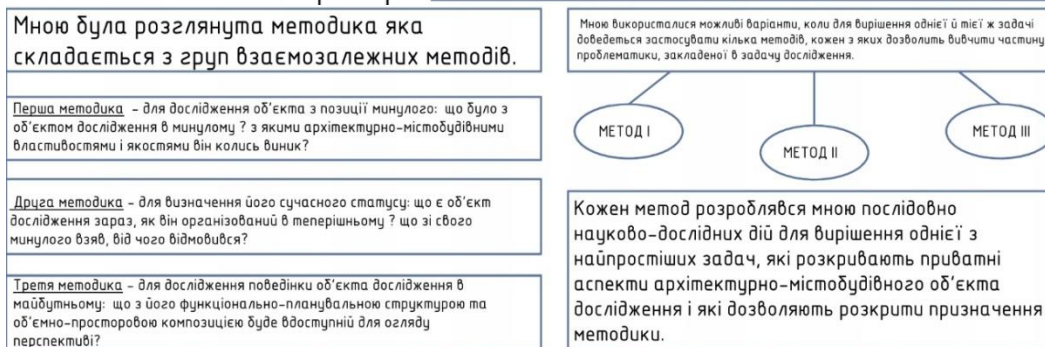 Мною була розглянута методика яка
складається з груп взаємозалежних методів.
Перша методика – для дослідження об'єкта з позиції минулого: що було з
об'єктом дослідження в минулому ? з якими архітектурно-містобудівними
властивостями і якостями він колись виник?
Друга методика – для визначення його сучасного статусу: що є об'єкт
дослідження зараз, як він організований в теперішньому ? що зі свого
минулого взяв, від чого відмовився?
Третя методика – для дослідження поведінки об'єкта дослідження в
майбутньому: що з його функціонально-планувальною структурою та
об'ємно-просторовою композицією буде вдоступній для огляду
перспективі?
Мною використалися можливі варіанти, коли для вирішення однієї й тієї ж задачі
доведеться застосувати кілька методів, кожен з яких дозволить вивчити частину
проблематики, закладеної в задачу дослідження.
МЕТОД I
МЕТОД II
МЕТОД III
Кожен метод розроблявся мною послідовно
науково-дослідних дій для вирішення однієї з
найпростіших задач, які розкривають приватні
аспекти архітектурно-містобудівного об'єкта
дослідження і які дозволяють розкрити призначення
методики.